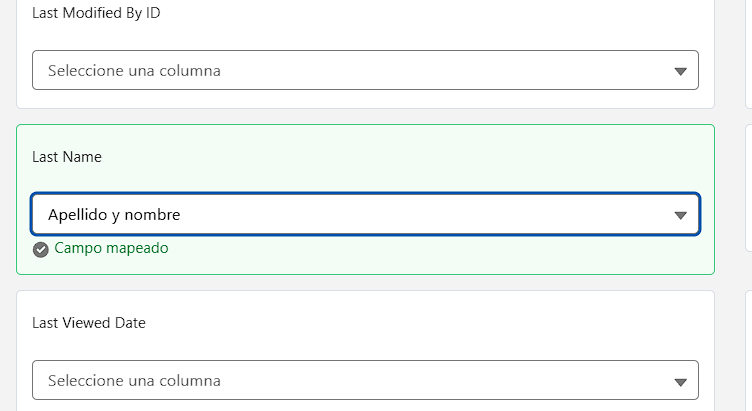 Last Modified By ID
Seleccione una columna
Last Name
Apellido y nombre
Campo mapeado
Last Viewed Date
Seleccione una columna